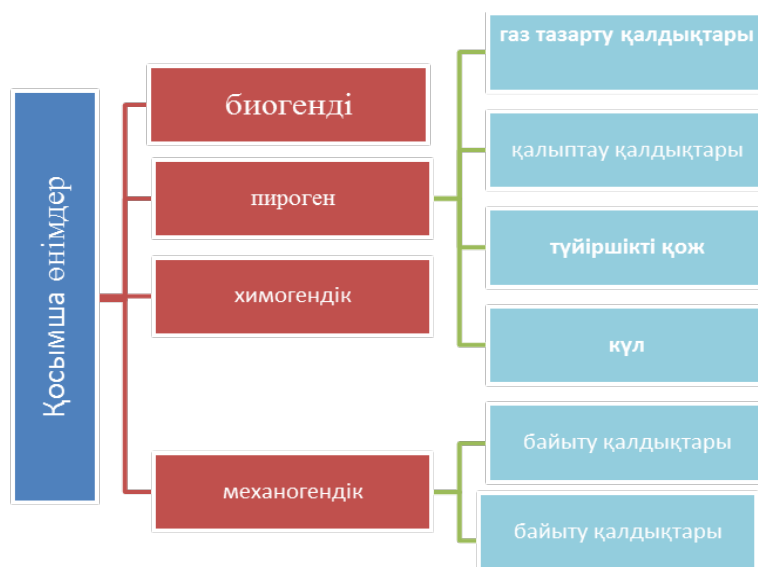 Қосымша өнімдер
биогенді
пироген
химогендік
механогендік
газ тазарту қалдықтары
қалыптау қалдықтары
түйіршікті қож
күл
байыту қалдықтары
байыту қалдықтары